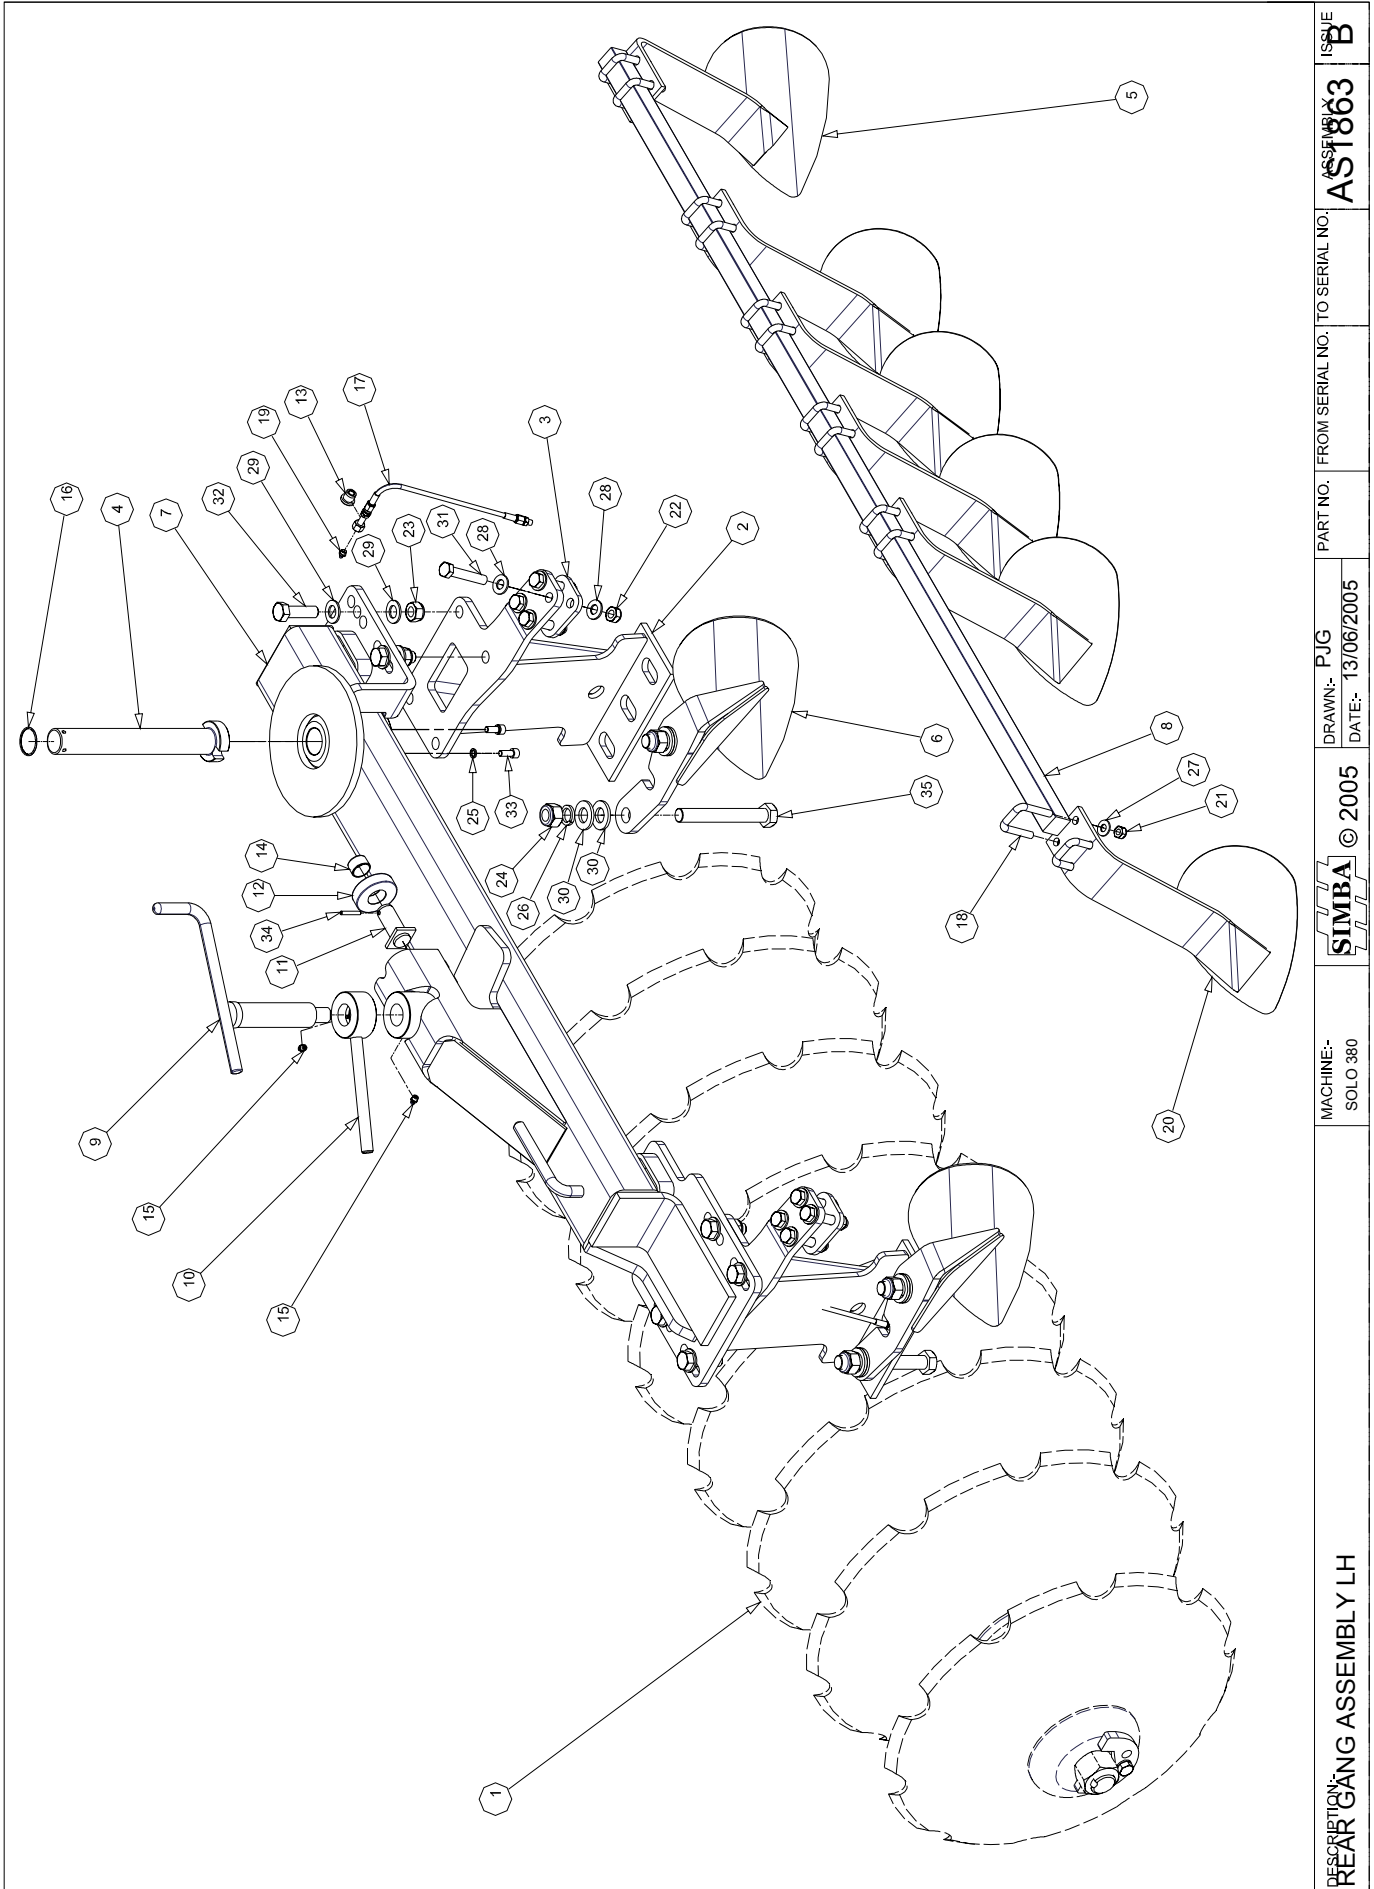 16
4
7
32
29
19
13
17
3
29
23
31
28
28
22
2
5
6
25
33
35
24
26
30
30
14
12
34
11
9
15
10
15
8
27
21
18
20
1
DESCRIPTION:-
REAR GANG ASSEMBLY LH
MACHINE:-
SOLO 380
SIMBA
© 2005
DRAWN:- PJG
DATE:- 13/06/2005
PART NO.
FROM SERIAL NO.
TO SERIAL NO.
ASSEMBLY
AS1863
ISSUE
B